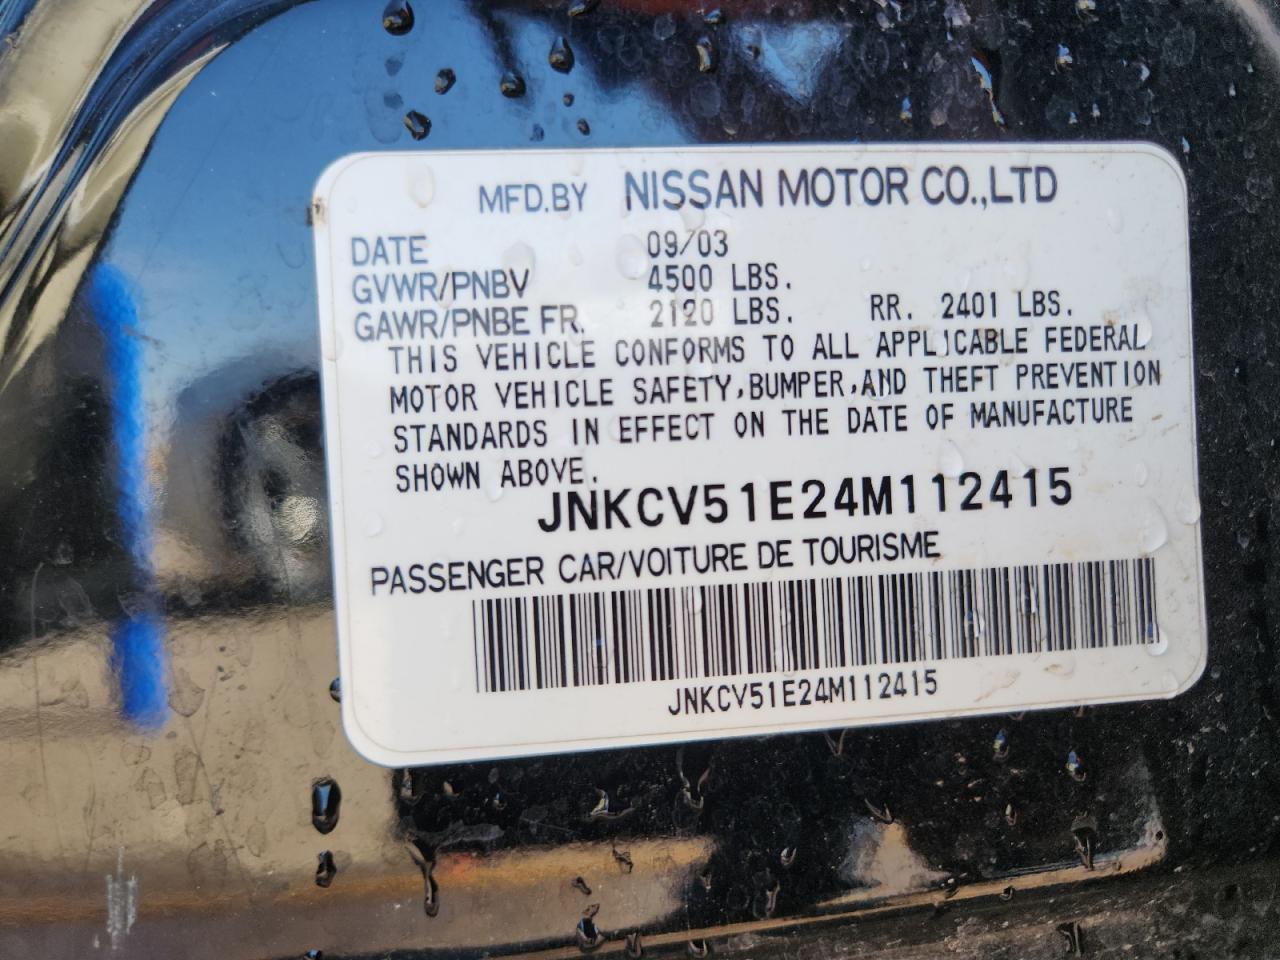 MFD.BY NISSAN MOTOR CO.,LTD
DATE 09/03
GVWR/PNBV 4500 LBS.
GAWR/PNBE FR. 2120 LBS. RR. 2401 LBS.
THIS VEHICLE CONFORMS TO ALL APPLICABLE FEDERAL
MOTOR VEHICLE SAFETY,BUMPER,AND THEFT PREVENTION
STANDARDS IN EFFECT ON THE DATE OF MANUFACTURE
SHOWN ABOVE.
JNKCV51E24M112415
PASSENGER CAR/VOITURE DE TOURISME
JNKCV51E24M112415